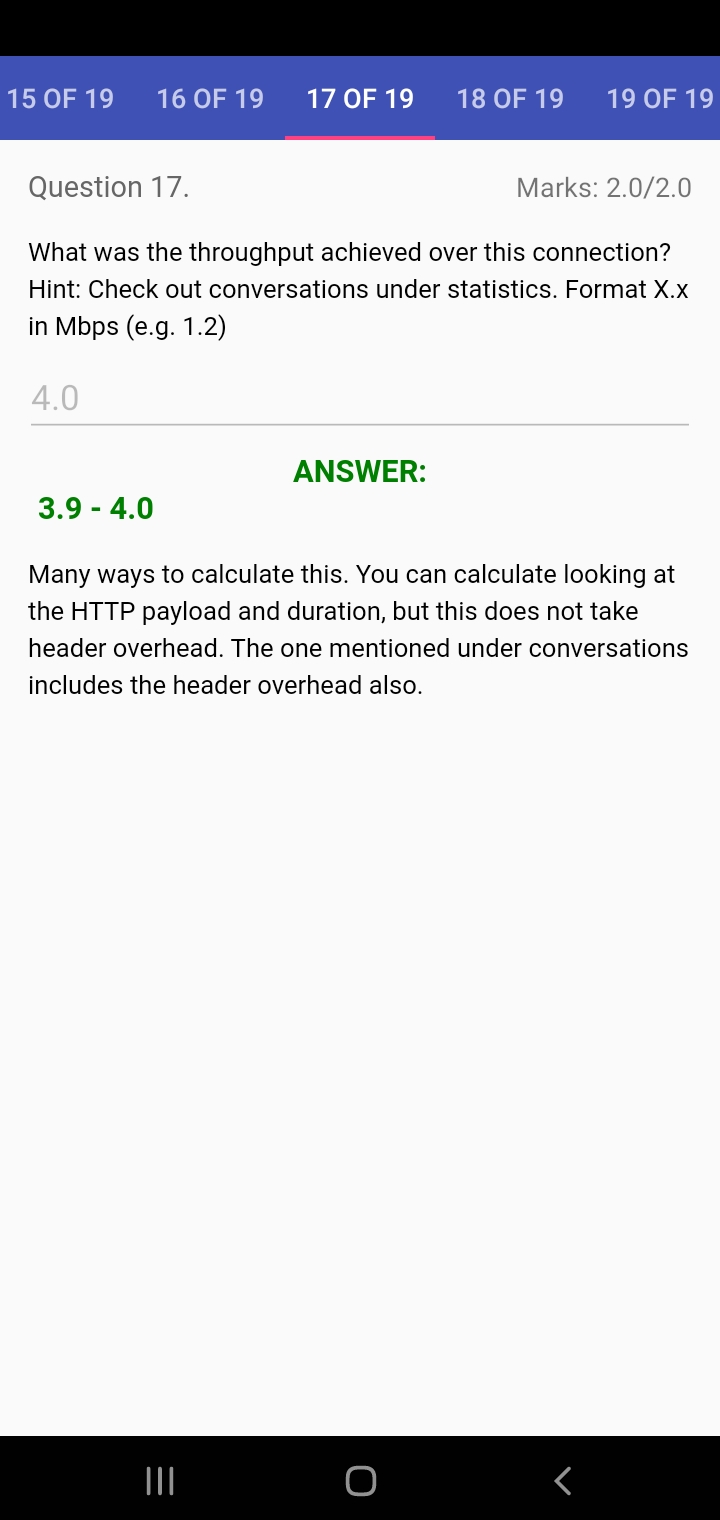 15 OF 19 16 OF 19 17 OF 19 18 OF 19 19 OF 19
Question 17. Marks: 2.0/2.0
What was the throughput achieved over this connection?
Hint: Check out conversations under statistics. Format X.x
in Mbps (e.g. 1.2)
4.0
ANSWER:
3.9 - 4.0
Many ways to calculate this. You can calculate looking at
the HTTP payload and duration, but this does not take
header overhead. The one mentioned under conversations
includes the header overhead also.